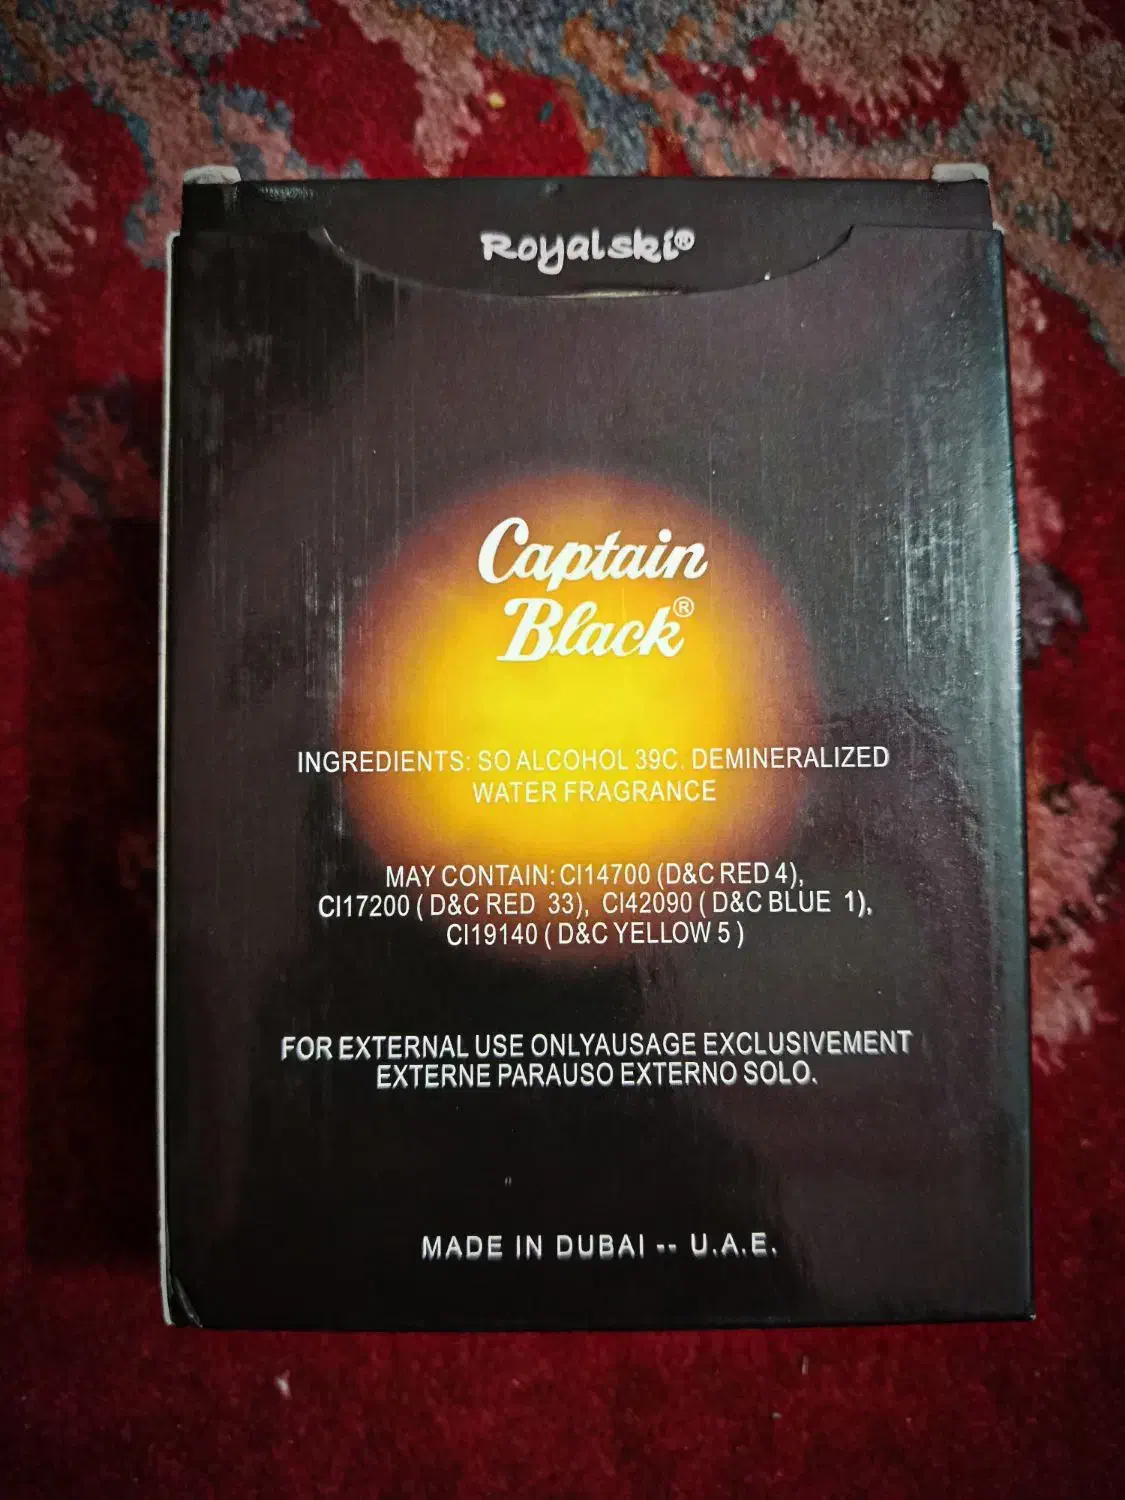 Royalski®
Captain
Black®
INGREDIENTS: SO ALCOHOL 39C. DEMINERALIZED
WATER FRAGRANCE
MAY CONTAIN: CI14700 (D&C RED 4),
CI17200 ( D&C RED 33), CI42090 ( D&C BLUE 1),
CI19140 ( D&C YELLOW 5 )
FOR EXTERNAL USE ONLYAUSAGE EXCLUSIVEMENT
EXTERNE PARAUSO EXTERNO SOLO.
MADE IN DUBAI -- U.A.E.